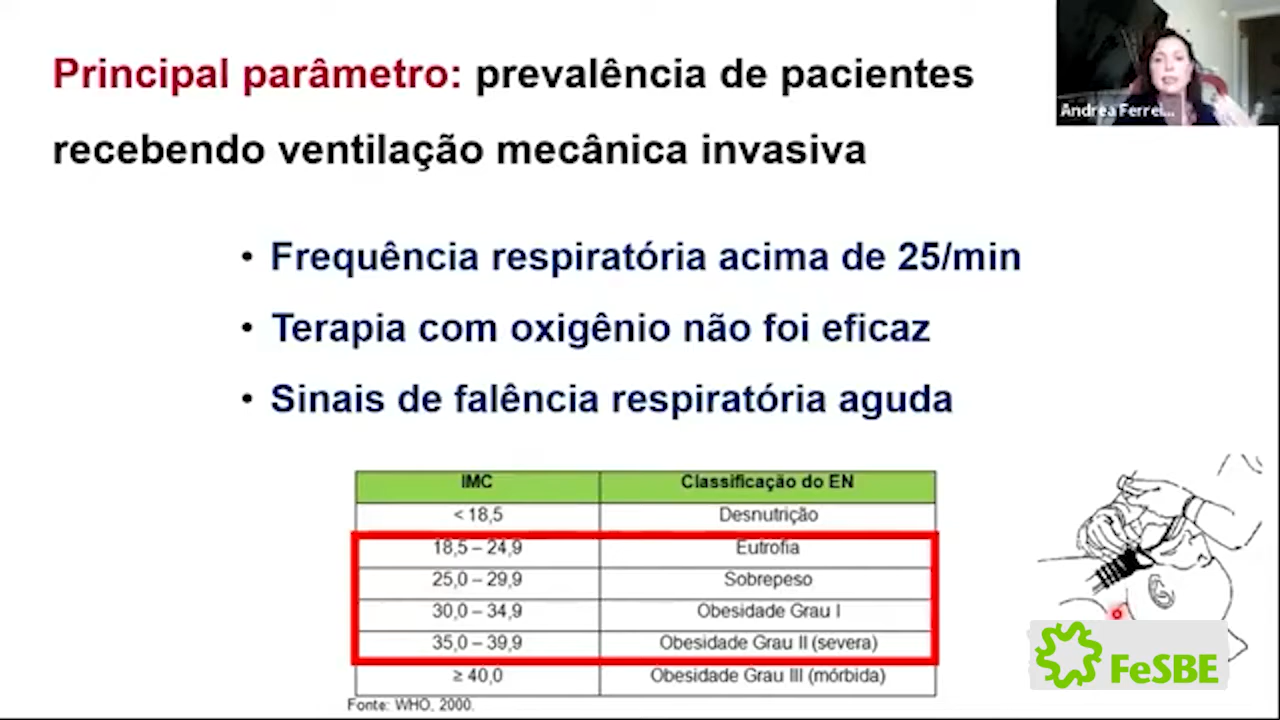 Principal parâmetro: prevalência de pacientes
recebendo ventilação mecânica invasiva
Andrea Ferrei...
• Frequência respiratória acima de 25/min
• Terapia com oxigênio não foi eficaz
• Sinais de falência respiratória aguda
IMC Classificação do EN
< 18,5 Desnutrição
18,5 – 24,9 Eutrofia
25,0 – 29,9 Sobrepeso
30,0 – 34,9 Obesidade Grau I
35,0 – 39,9 Obesidade Grau II (severa)
≥ 40,0 Obesidade Grau III (mórbida)
Fonte: WHO, 2000.
FeSBE